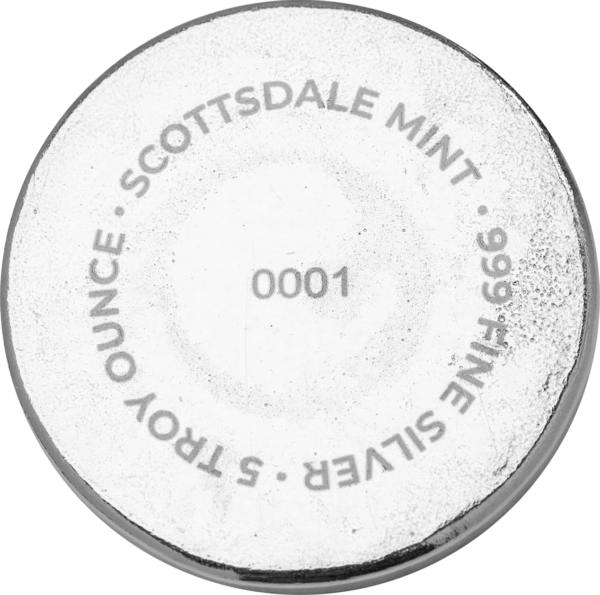 SCOTTSDALE MINT · 999 FINE SILVER · 5 TROY OUNCE ·
0001